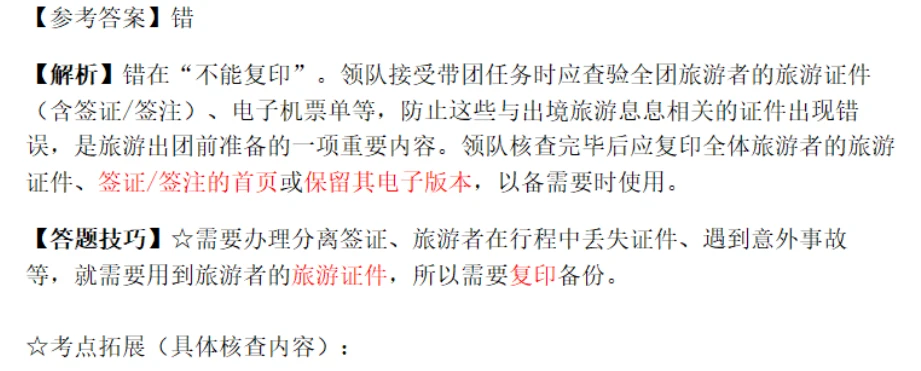 【参考答案】错
【解析】错在“不能复印”。领队接受带团任务时应查验全团旅游者的旅游证件
（含签证/签注）、电子机票单等，防止这些与出境旅游息息相关的证件出现错
误，是旅游出团前准备的一项重要内容。领队核查完毕后应复印全体旅游者的旅游
证件、签证/签注的首页或保留其电子版本，以备需要时使用。
【答题技巧】☆需要办理分离签证、旅游者在行程中丢失证件、遇到意外事故
等，就需要用到旅游者的旅游证件，所以需要复印备份。
☆考点拓展（具体核查内容）：